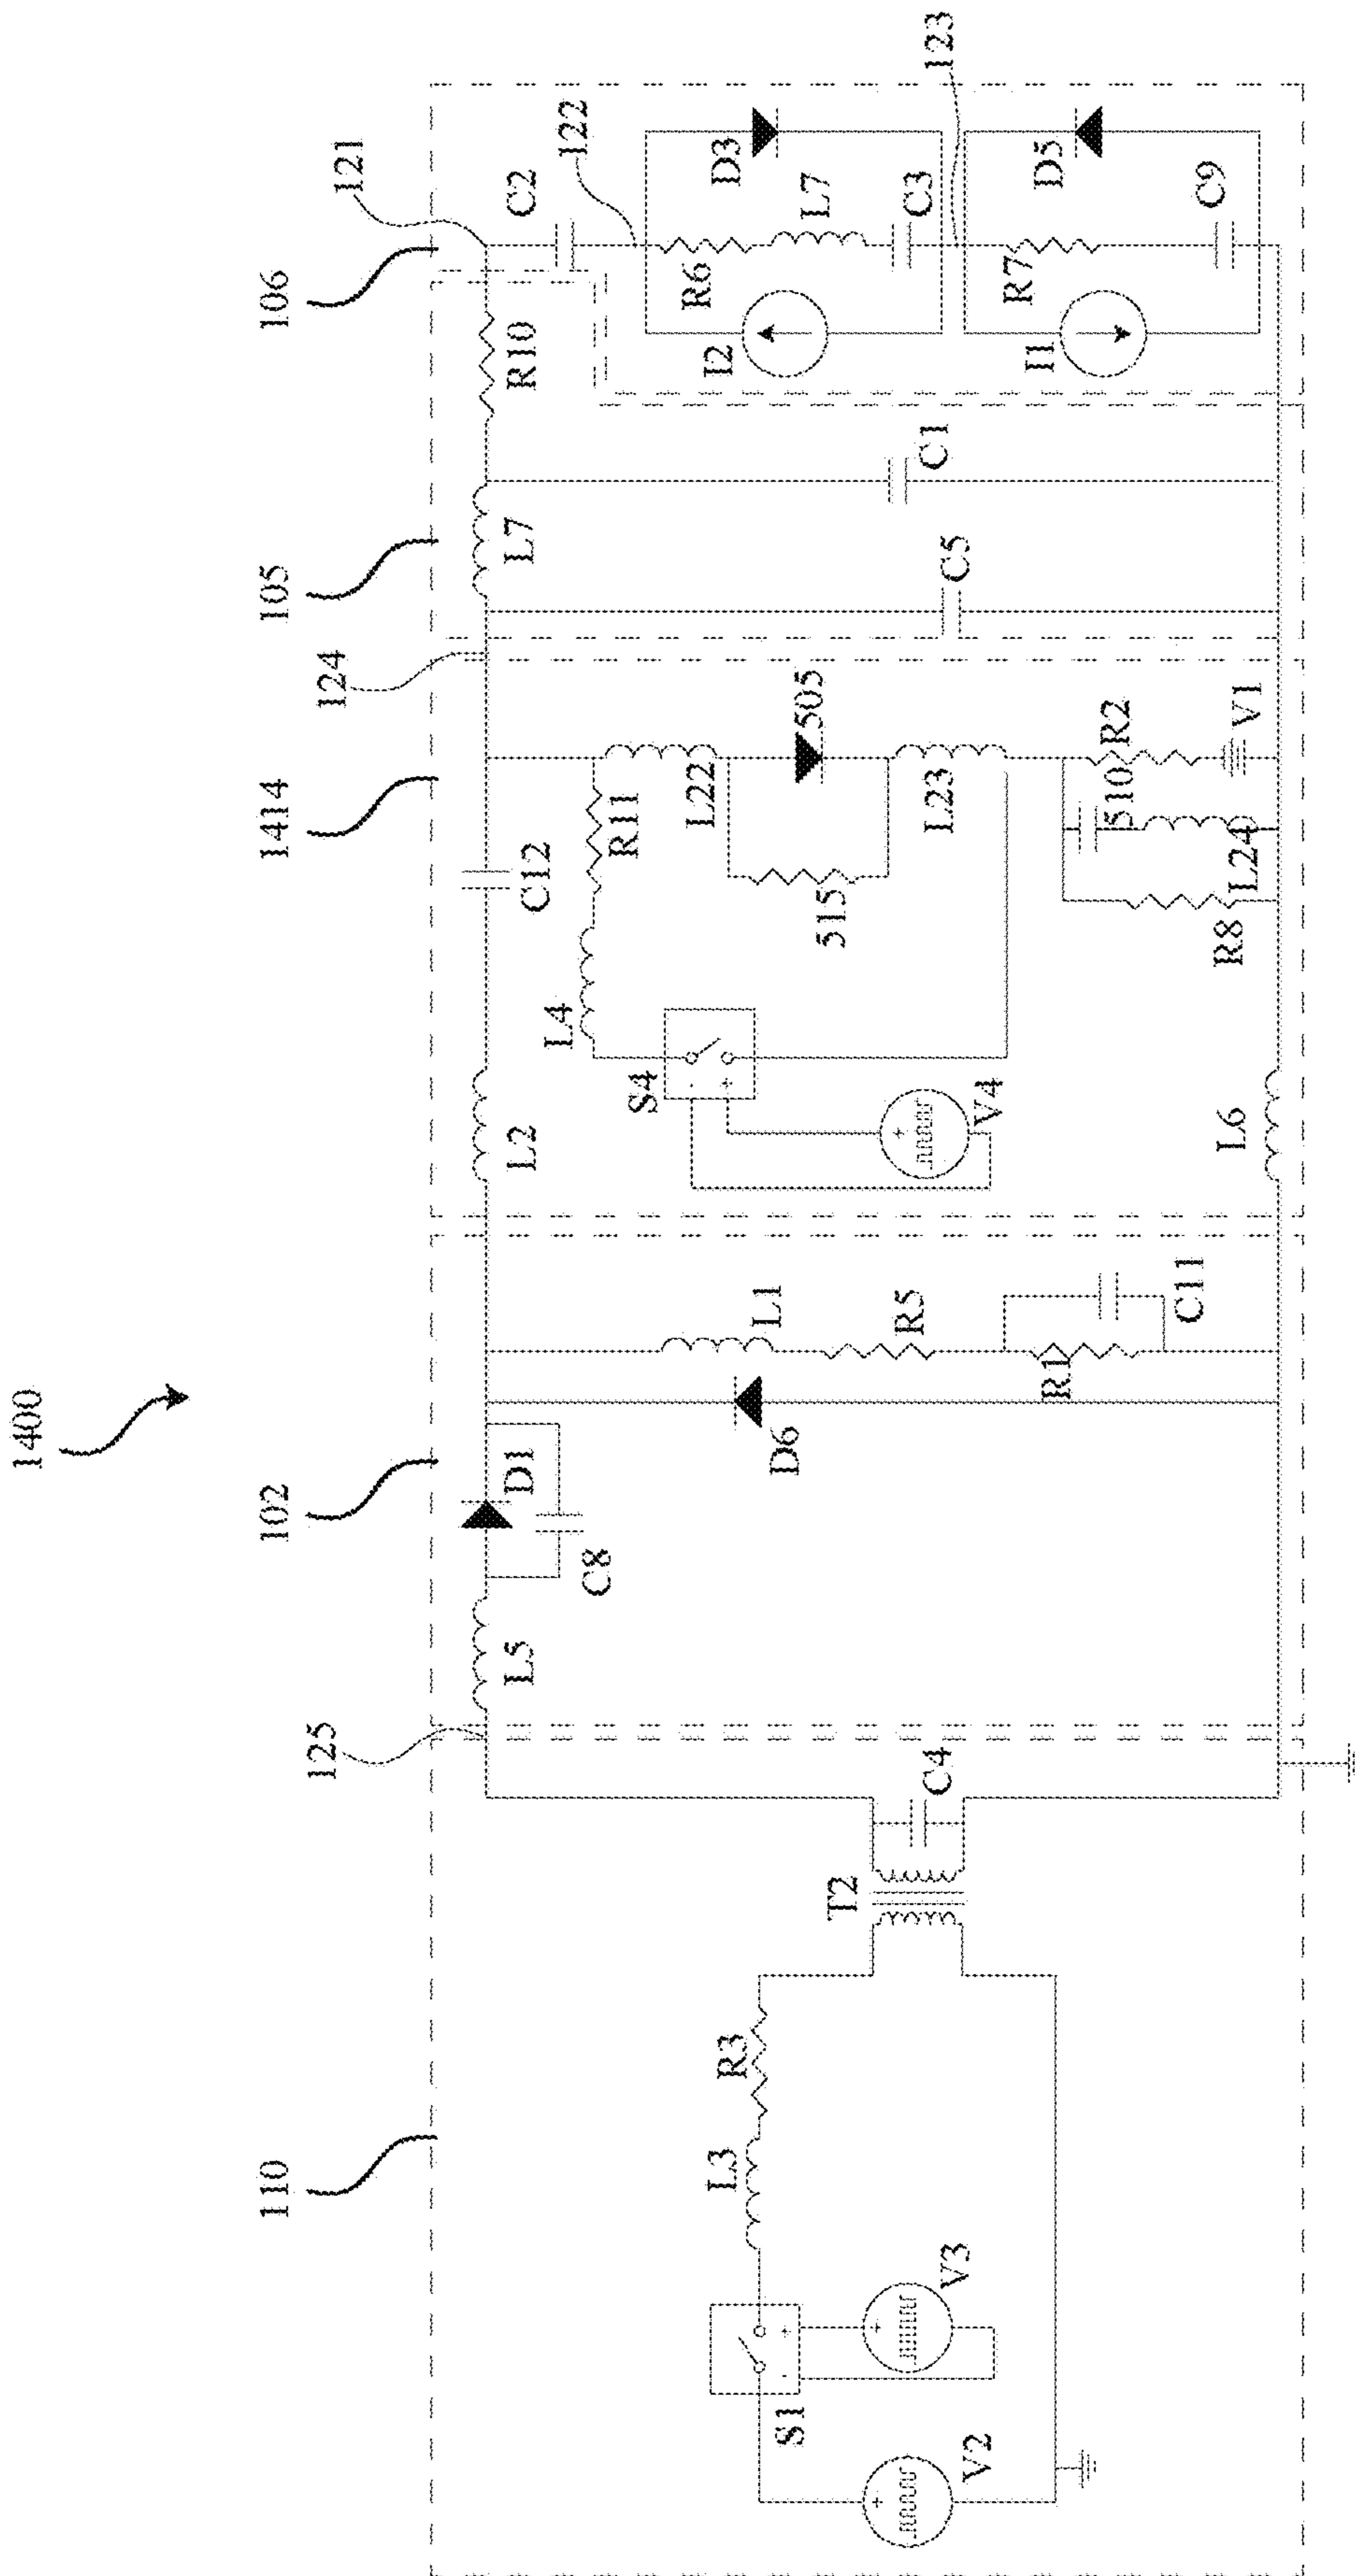 1400
110
102
1414
105
106
125
124
121
122
123
V2
S1
V3
L3
R3
T2
C4
L5
C8
D1
D6
L1
R5
R1
C11
L2
C12
L4
R11
S4
V4
L22
515
505
L23
R8
L24
510
R2
V1
L6
L7
C5
C1
R10
C2
R6
L7
C3
D3
I2
I1
R7
C9
D5
+
-
+
+
-
+
+